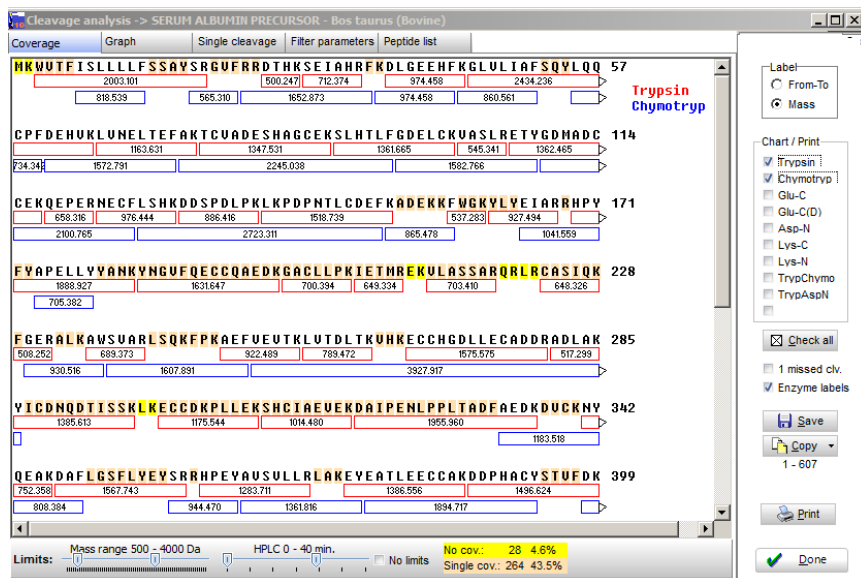 Cleavage analysis -> SERUM ALBUMIN PRECURSOR - Bos taurus (Bovine)
Coverage Graph Single cleavage Filter parameters Peptide list
MKWVTFISLLLLFSSAYSRGVFRRDTHKSEIAHRFKDLGEEHFKGLVLIAFSQYLQQ 57
2003.101 500.247 712.374 974.458 2434.236
Trypsin
818.539 565.310 1652.873 974.458 860.561
Chymotryp
CPFDEHVKLVNELTEFAKTCVADESHAGCEKSLHTLFGDELCKVASLRETYGDMADC 114
1163.631 1347.531 1361.665 545.341 1362.465
734.342 1572.791 2245.038 1582.766
CEKQEPERNECFLSHKDDSPDLPKLKPDPNTLCDEFKADEKKFWGKYLYEIARRHPY 171
658.316 976.444 886.416 1518.739 537.283 927.494
2100.765 2723.311 865.478 1041.559
FYAPELLYYANKYNGVFQECCQAEDKGACLLPKIETMREKVLASSARQRLRCASIQK 228
1888.927 1631.647 700.394 649.334 703.410 648.326
705.382
FGERALKAWSVARLSQKFPKAEFVEVTKLVTDLTKVHKECCHGDLLECADDRADLAK 285
508.252 689.373 922.489 789.472 1575.575 517.299
930.516 1607.891 3927.917
YICDNQDTISSKLKECCDKPLLEKSHCIAEVEKDAIPENLPPLTADFAEDKDVCKNY 342
1385.613 1175.544 1014.480 1955.960
1183.518
QEAKDAFLGSFLYEYSRRHPEYAVSVLLRLAKEYEATLEECCAKDDPHACYSTVFDK 399
752.358 1567.743 1283.711 1386.556 1496.624
808.384 944.470 1361.816 1894.717
Label
From-To
Mass
Chart / Print
Trypsin
Chymotryp
Glu-C
Glu-C(D)
Asp-N
Lys-C
Lys-N
TrypChymo
TrypAspN
Check all
1 missed clv.
Enzyme labels
Save
Copy
1 - 607
Print
Done
Limits: Mass range 500 - 4000 Da HPLC 0 - 40 min. No limits
No cov.: 28 4.6%
Single cov.: 264 43.5%